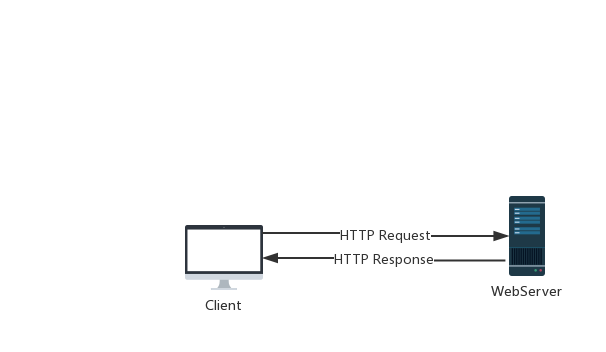 HTTP Request
HTTP Response
WebServer
Client